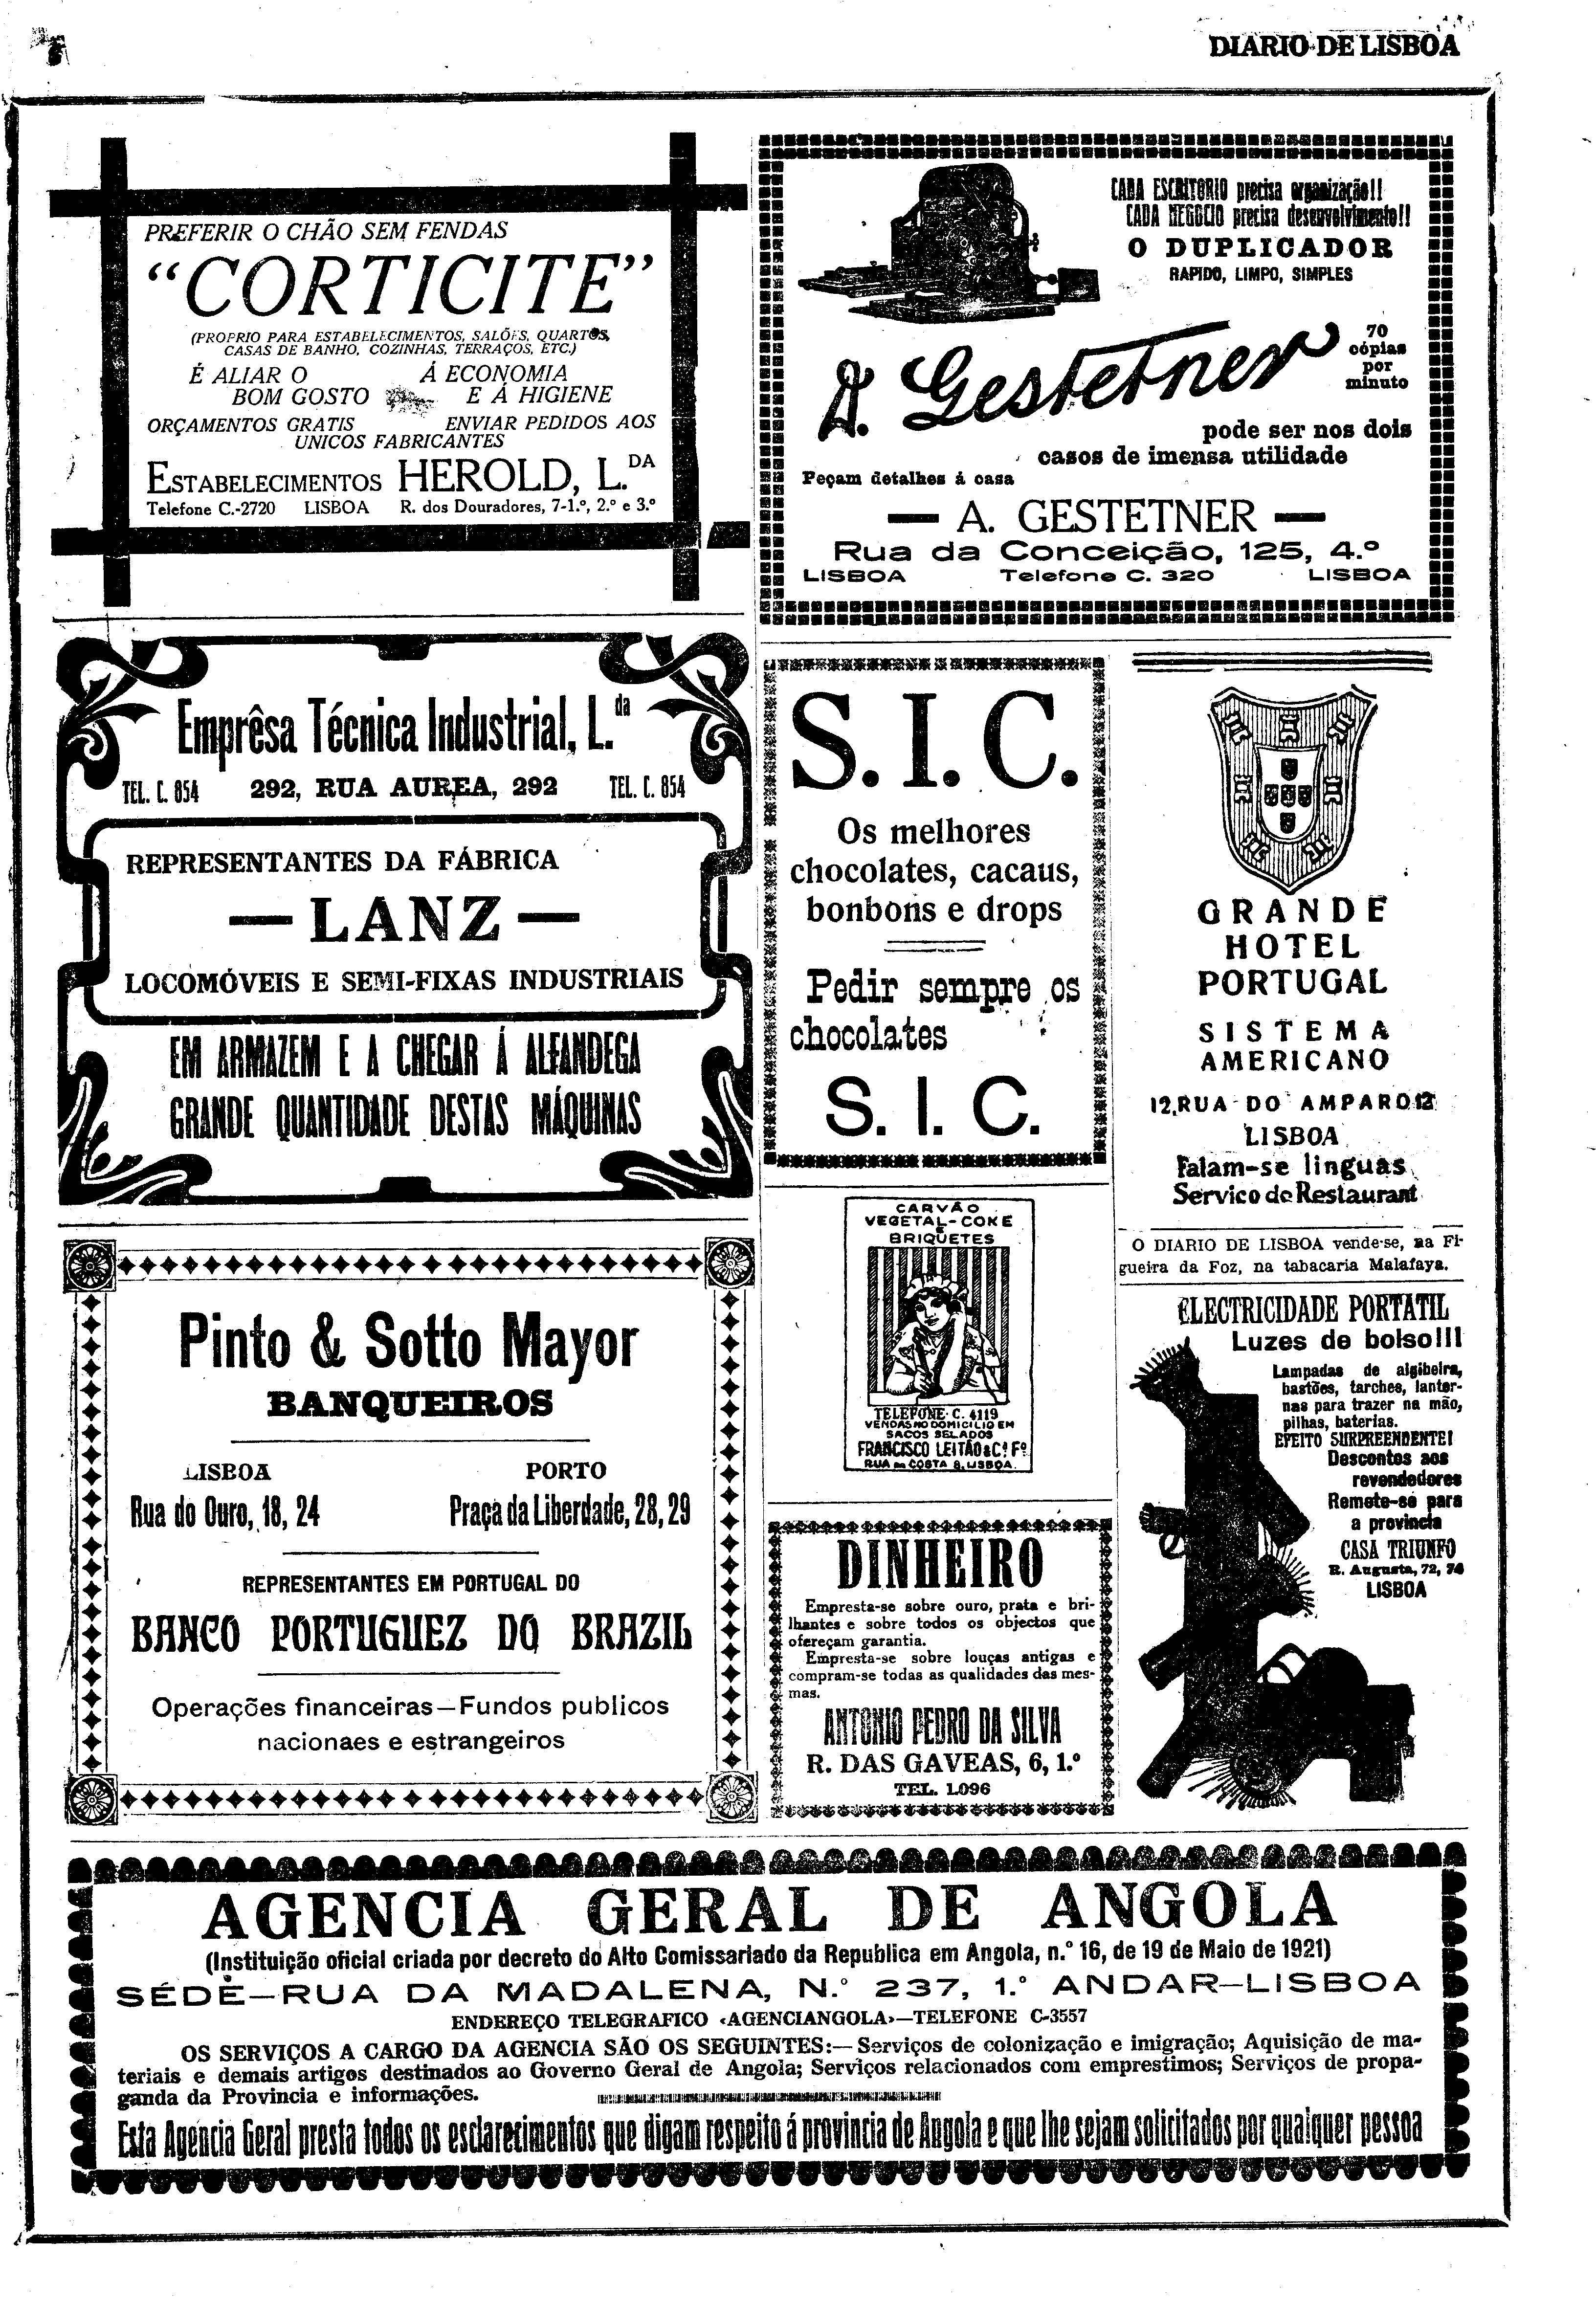 DIARIO DE LISBOA
PREFERIR O CHÃO SEM FENDAS
“CORTICITE”
(PROPRIO PARA ESTABELECIMENTOS, SALÕES, QUARTOS,
CASAS DE BANHO, COZINHAS, TERRAÇOS, ETC.)
É ALIAR O Á ECONOMIA
BOM GOSTO E Á HIGIENE
ORÇAMENTOS GRATIS ENVIAR PEDIDOS AOS
UNICOS FABRICANTES
ESTABELECIMENTOS HEROLD, L.DA
Telefone C.-2720 LISBOA R. dos Douradores, 7-1.º, 2.º e 3.º
CADA ESCRITORIO precisa organização!!
CADA NEGOCIO precisa desenvolvimento!!
O DUPLICADOR
RAPIDO, LIMPO, SIMPLES
D. Gestetner
70
cópias
por
minuto
pode ser nos dois
casos de imensa utilidade
Peçam detalhes á casa
— A. GESTETNER —
Rua da Conceição, 125, 4.º
LISBOA Telefone C. 320 LISBOA
Emprêsa Técnica Industrial, L.da
TEL. C. 854 292, RUA AUREA, 292 TEL. C. 854
REPRESENTANTES DA FÁBRICA
— LANZ —
LOCOMÓVEIS E SEMI-FIXAS INDUSTRIAIS
EM ARMAZEM E A CHEGAR Á ALFANDEGA
GRANDE QUANTIDADE DESTAS MÁQUINAS
S. I. C.
Os melhores
chocolates, cacaus,
bonbons e drops
Pedir sempre os
chocolates
S. I. C.
GRANDE
HOTEL
PORTUGAL
SISTEMA
AMERICANO
12, RUA DO AMPARO 12
LISBOA
Falam-se linguas
Servico de Restaurant
O DIARIO DE LISBOA vende-se, na Fi-
gueira da Foz, na tabacaria Malafaya.
Pinto & Sotto Mayor
BANQUEIROS
LISBOA PORTO
Rua do Ouro, 18, 24 Praça da Liberdade, 28, 29
REPRESENTANTES EM PORTUGAL DO
BANCO PORTUGUEZ DO BRAZIL
Operações financeiras—Fundos publicos
nacionaes e estrangeiros
CARVÃO
VEGETAL-COKE
E
BRIQUETES
TELEFONE C. 4119
VENDAS NO DOMICILIO EM
SACOS SELADOS
FRANCISCO LEITÃO & C.ª F.º
RUA DA COSTA 8, LISBOA
DINHEIRO
Empresta-se sobre ouro, prata e bri-
lhantes e sobre todos os objectos que
ofereçam garantia.
Empresta-se sobre louças antigas e
compram-se todas as qualidades das mes-
mas.
ANTONIO PEDRO DA SILVA
R. DAS GAVEAS, 6, 1.º
TEL. 1.096
ELECTRICIDADE PORTATIL
Luzes de bolso!!!
Lampadas de algibeira,
bastões, tarches, lanter-
nas para trazer na mão,
pilhas, baterias.
EFEITO SURPREENDENTE!
Descontos aos
revendedores
Remete-se para
a provincia
CASA TRIUNFO
R. Augusta, 72, 74
LISBOA
AGENCIA GERAL DE ANGOLA
(Instituição oficial criada por decreto do Alto Comissariado da Republica em Angola, n.º 16, de 19 de Maio de 1921)
SÉDE—RUA DA MADALENA, N.º 237, 1.º ANDAR—LISBOA
ENDEREÇO TELEGRAFICO «AGENCIANGOLA»—TELEFONE C-3557
OS SERVIÇOS A CARGO DA AGENCIA SÃO OS SEGUINTES:—Serviços de colonização e imigração; Aquisição de ma-
teriais e demais artigos destinados ao Governo Geral de Angola; Serviços relacionados com emprestimos; Serviços de propa-
ganda da Provincia e informações.
Esta Agencia Geral presta todos os esclarecimentos que digam respeito á provincia de Angola e que lhe sejam solicitados por qualquer pessoa